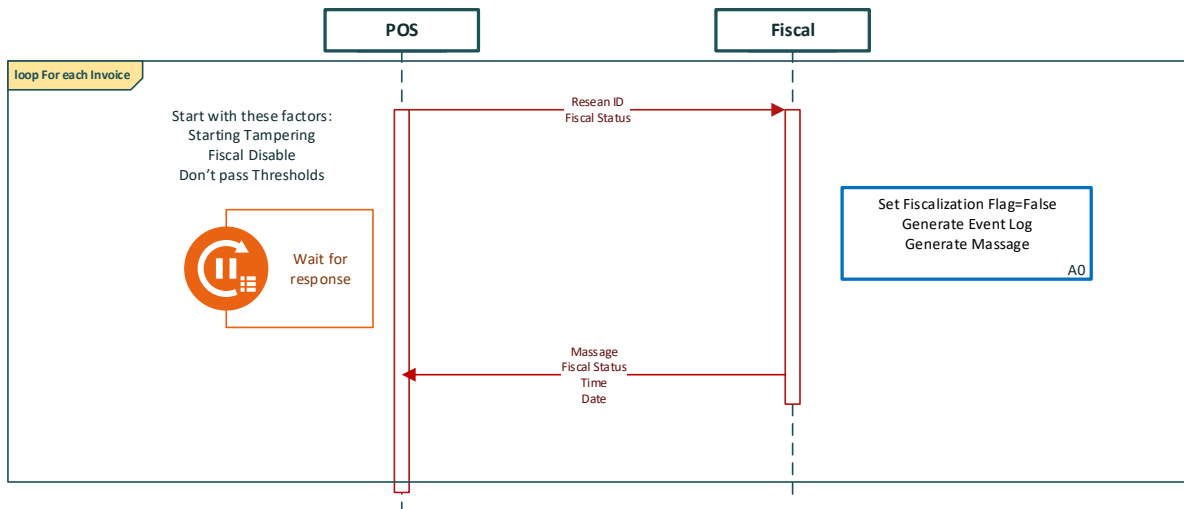 POS
Fiscal
loop For each Invoice
Start with these factors:
Starting Tampering
Fiscal Disable
Don't pass Thresholds
Resean ID
Fiscal Status
Set Fiscalization Flag=False
Generate Event Log
Generate Massage
A0
Wait for
response
Massage
Fiscal Status
Time
Date